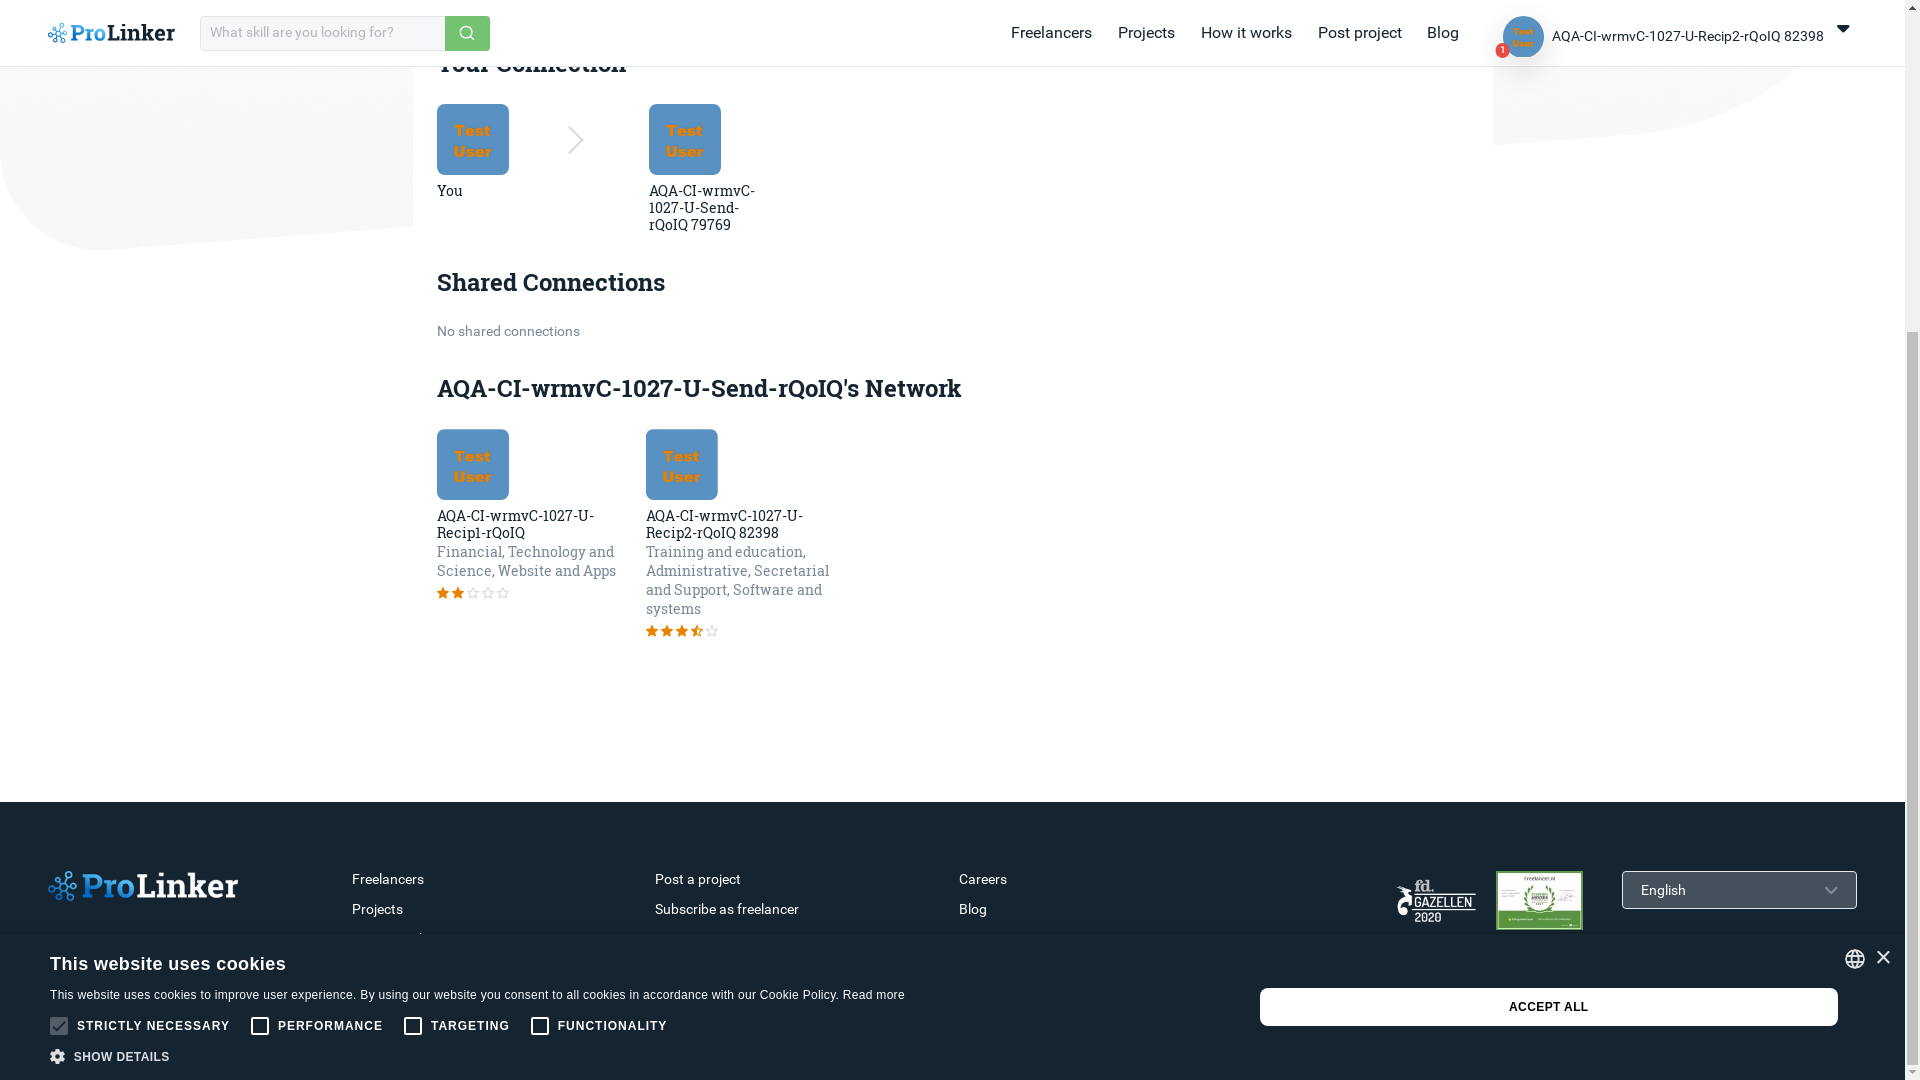 ProLinker
What skill are you looking for?
Freelancers
Projects
How it works
Post project
Blog
Test
User
1
AQA-CI-wrmvC-1027-U-Recip2-rQoIQ 82398
Your Connection
Test
User
Test
User
You
AQA-CI-wrmvC-
1027-U-Send-
rQoIQ 79769
Shared Connections
No shared connections
AQA-CI-wrmvC-1027-U-Send-rQoIQ's Network
Test
User
Test
User
AQA-CI-wrmvC-1027-U-
Recip1-rQoIQ
Financial, Technology and
Science, Website and Apps
AQA-CI-wrmvC-1027-U-
Recip2-rQoIQ 82398
Training and education,
Administrative, Secretarial
and Support, Software and
systems
ProLinker
Freelancers
Projects
Post a project
Subscribe as freelancer
Careers
Blog
fd.
GAZELLEN
2020
Freelancer.nl
English
This website uses cookies
This website uses cookies to improve user experience. By using our website you consent to all cookies in accordance with our Cookie Policy. Read more
STRICTLY NECESSARY
PERFORMANCE
TARGETING
FUNCTIONALITY
SHOW DETAILS
ACCEPT ALL